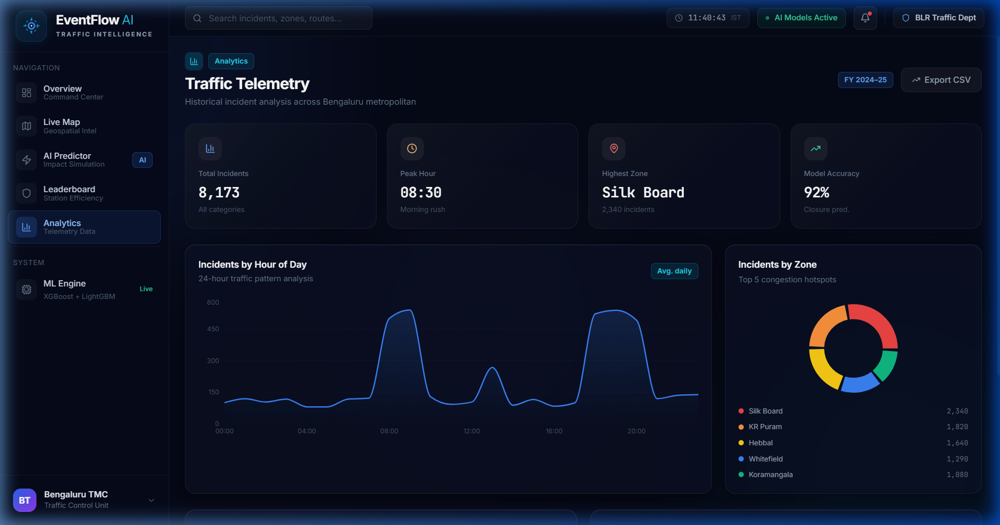 EventFlow AI
TRAFFIC INTELLIGENCE
Search incidents, zones, routes...
11:40:43 IST
AI Models Active
BLR Traffic Dept
NAVIGATION
Overview
Command Center
Live Map
Geospatial Intel
AI Predictor
Impact Simulation
AI
Leaderboard
Station Efficiency
Analytics
Telemetry Data
SYSTEM
ML Engine
XGBoost + LightGBM
Live
BT
Bengaluru TMC
Traffic Control Unit
Analytics
Traffic Telemetry
Historical incident analysis across Bengaluru metropolitan
FY 2024–25
Export CSV
Total Incidents
8,173
All categories
Peak Hour
08:30
Morning rush
Highest Zone
Silk Board
2,340 incidents
Model Accuracy
92%
Closure pred.
Incidents by Hour of Day
24-hour traffic pattern analysis
Avg. daily
600
450
300
150
0
00:00 04:00 08:00 12:00 16:00 20:00
Incidents by Zone
Top 5 congestion hotspots
Silk Board 2,340
KR Puram 1,820
Hebbal 1,640
Whitefield 1,290
Koramangala 1,080